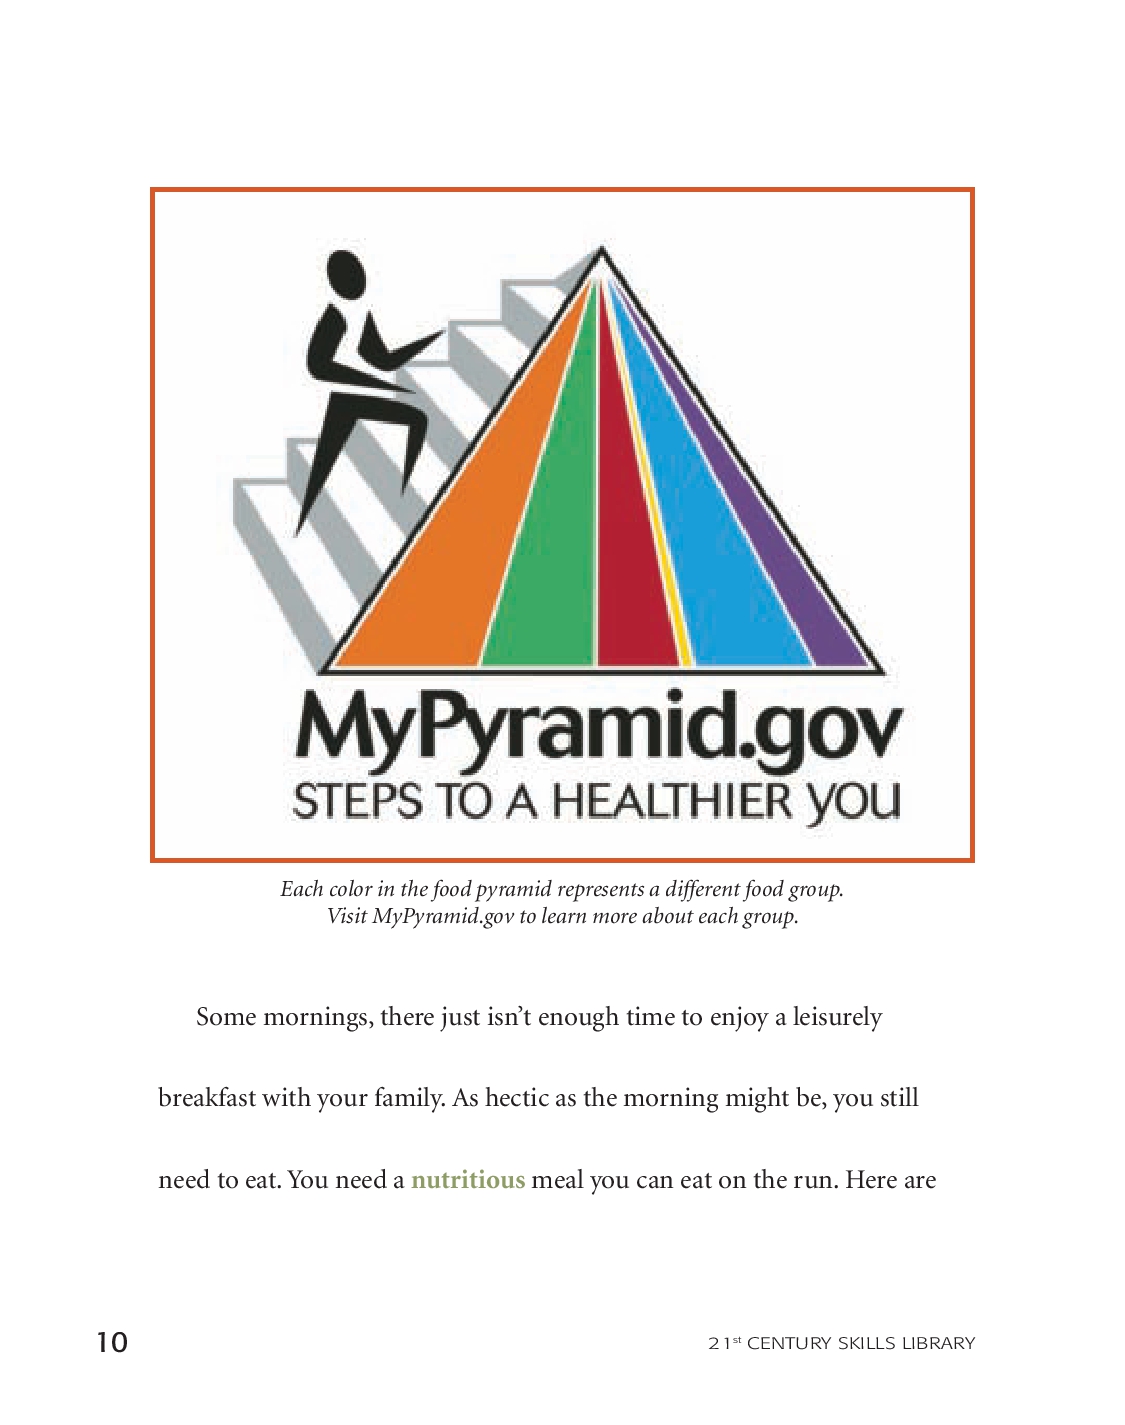 MyPyramid.gov
STEPS TO A HEALTHIER YOU
Each color in the food pyramid represents a different food group.
Visit MyPyramid.gov to learn more about each group.
Some mornings, there just isn’t enough time to enjoy a leisurely
breakfast with your family. As hectic as the morning might be, you still
need to eat. You need a nutritious meal you can eat on the run. Here are
10
21st CENTURY SKILLS LIBRARY